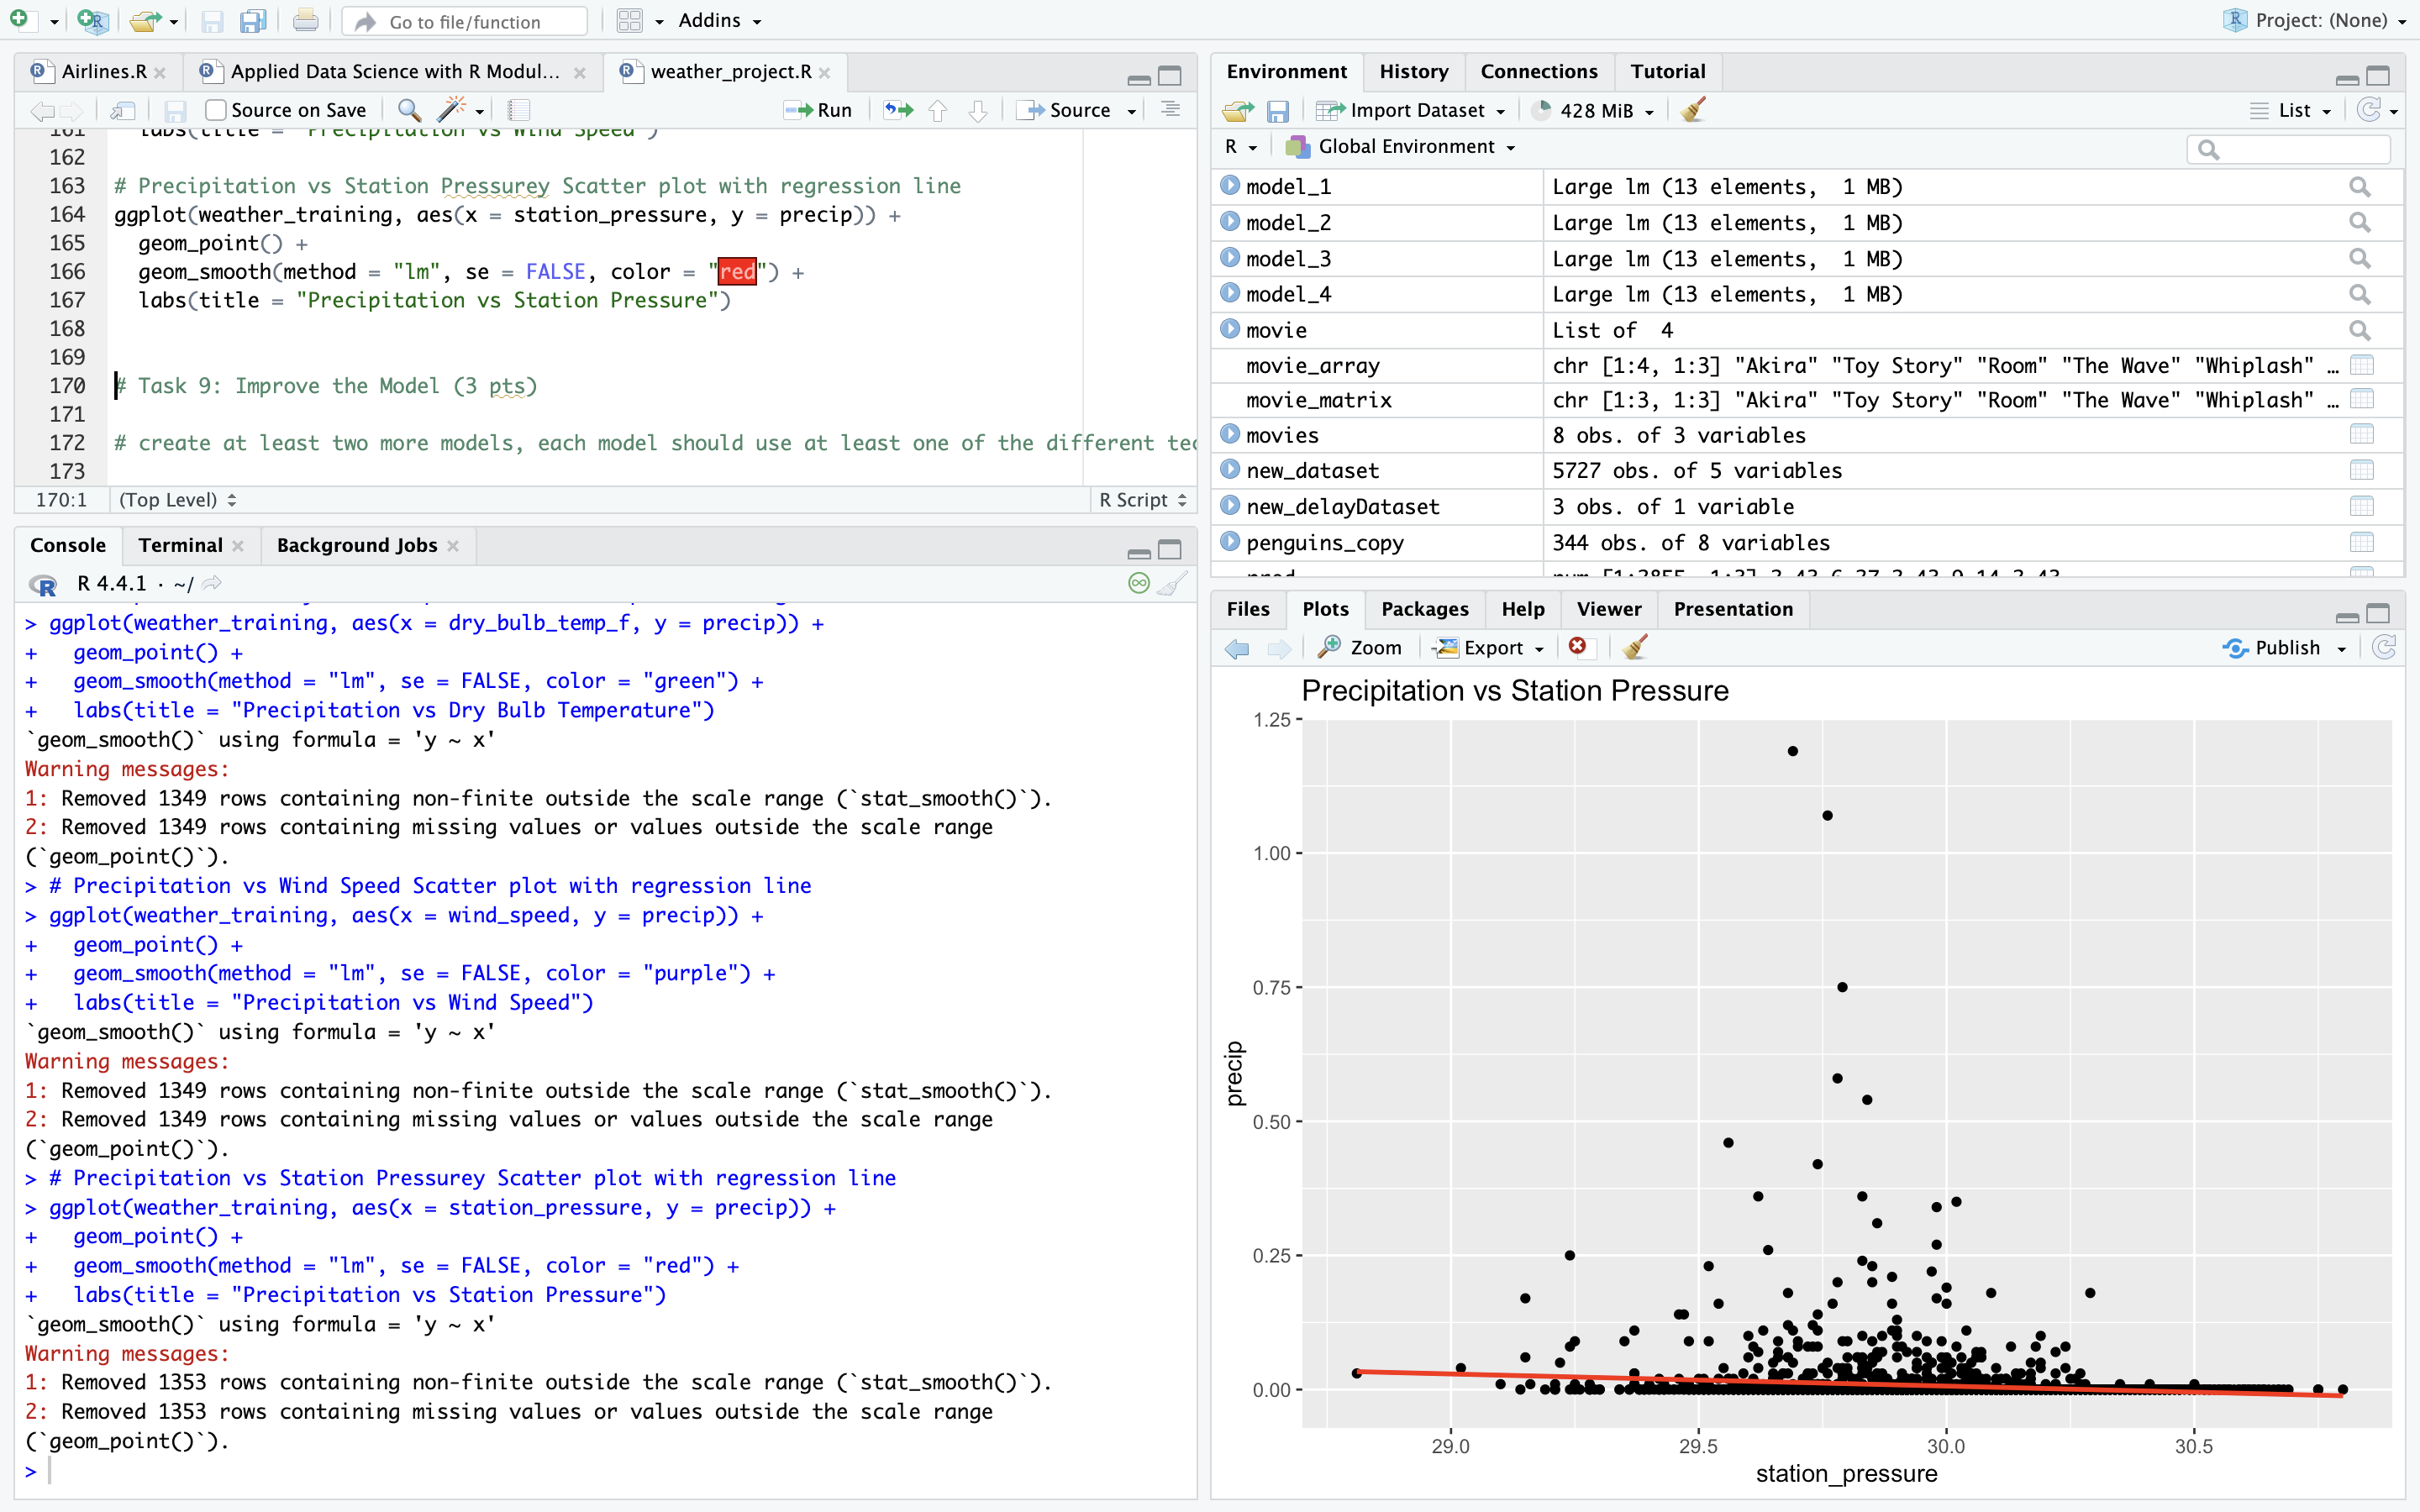 Go to file/function
Addins
Project: (None)
Airlines.R
Applied Data Science with R Modul...
weather_project.R
Source on Save
Run
Source
161 labs(title = "Precipitation vs Wind Speed")
162
163 # Precipitation vs Station Pressurey Scatter plot with regression line
164 ggplot(weather_training, aes(x = station_pressure, y = precip)) +
165 geom_point() +
166 geom_smooth(method = "lm", se = FALSE, color = "red") +
167 labs(title = "Precipitation vs Station Pressure")
168
169
170 # Task 9: Improve the Model (3 pts)
171
172 # create at least two more models, each model should use at least one of the different tec
173
170:1 (Top Level) R Script
Console Terminal Background Jobs
R 4.4.1 · ~/
> ggplot(weather_training, aes(x = dry_bulb_temp_f, y = precip)) +
+ geom_point() +
+ geom_smooth(method = "lm", se = FALSE, color = "green") +
+ labs(title = "Precipitation vs Dry Bulb Temperature")
`geom_smooth()` using formula = 'y ~ x'
Warning messages:
1: Removed 1349 rows containing non-finite outside the scale range (`stat_smooth()`).
2: Removed 1349 rows containing missing values or values outside the scale range
(`geom_point()`).
> # Precipitation vs Wind Speed Scatter plot with regression line
> ggplot(weather_training, aes(x = wind_speed, y = precip)) +
+ geom_point() +
+ geom_smooth(method = "lm", se = FALSE, color = "purple") +
+ labs(title = "Precipitation vs Wind Speed")
`geom_smooth()` using formula = 'y ~ x'
Warning messages:
1: Removed 1349 rows containing non-finite outside the scale range (`stat_smooth()`).
2: Removed 1349 rows containing missing values or values outside the scale range
(`geom_point()`).
> # Precipitation vs Station Pressurey Scatter plot with regression line
> ggplot(weather_training, aes(x = station_pressure, y = precip)) +
+ geom_point() +
+ geom_smooth(method = "lm", se = FALSE, color = "red") +
+ labs(title = "Precipitation vs Station Pressure")
`geom_smooth()` using formula = 'y ~ x'
Warning messages:
1: Removed 1353 rows containing non-finite outside the scale range (`stat_smooth()`).
2: Removed 1353 rows containing missing values or values outside the scale range
(`geom_point()`).
>
Environment History Connections Tutorial
Import Dataset 428 MiB List
R Global Environment
model_1 Large lm (13 elements, 1 MB)
model_2 Large lm (13 elements, 1 MB)
model_3 Large lm (13 elements, 1 MB)
model_4 Large lm (13 elements, 1 MB)
movie List of 4
movie_array chr [1:4, 1:3] "Akira" "Toy Story" "Room" "The Wave" "Whiplash" …
movie_matrix chr [1:3, 1:3] "Akira" "Toy Story" "Room" "The Wave" "Whiplash" …
movies 8 obs. of 3 variables
new_dataset 5727 obs. of 5 variables
new_delayDataset 3 obs. of 1 variable
penguins_copy 344 obs. of 8 variables
Files Plots Packages Help Viewer Presentation
Zoom Export Publish
Precipitation vs Station Pressure
1.25
1.00
0.75
0.50
0.25
0.00
precip
29.0 29.5 30.0 30.5
station_pressure